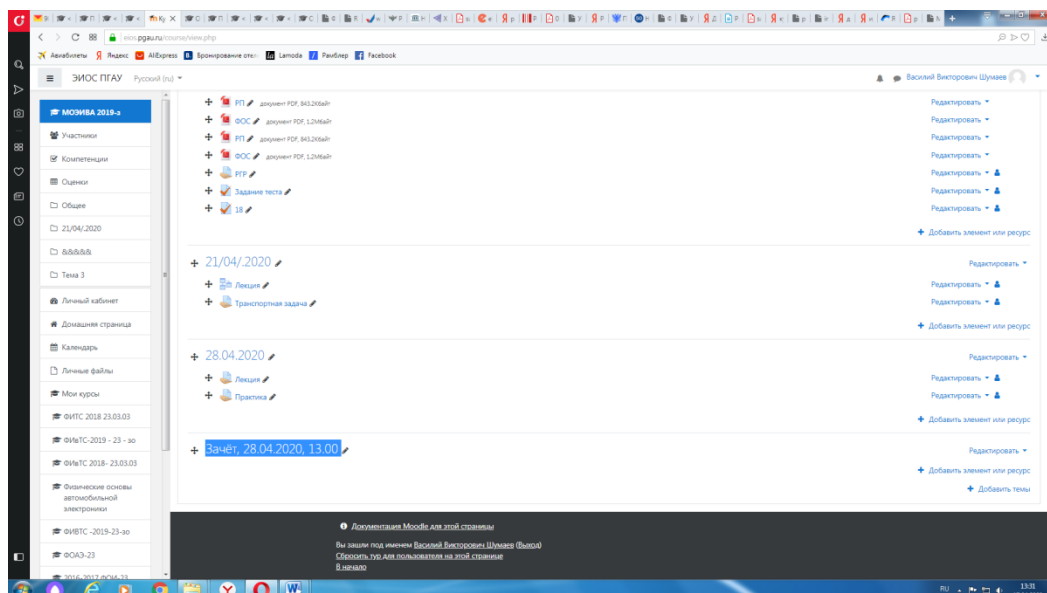 eios.pgau.ru/course/view.php
Авиабилеты Яндекс AliExpress Бронирование отел Lamoda Рамблер Facebook
ЭИОС ПГАУ Русский (ru)
Василий Викторович Шумаев
МОЭИВА 2019-з
Участники
Компетенции
Оценки
Общее
21/04/.2020
&&&&&
Тема 3
Личный кабинет
Домашняя страница
Календарь
Личные файлы
Мои курсы
ФИТС 2018 23.03.03
ФИвТС-2019 - 23 - зо
ФИвТС 2018- 23.03.03
Физические основы
автомобильной
электроники
ФИВТС -2019-23-зо
ФОАЭ-23
2016-2017 ФОИ-23
РП документ PDF, 843.2Кбайт Редактировать
ФОС документ PDF, 1.2Мбайт Редактировать
РП документ PDF, 843.2Кбайт Редактировать
ФОС документ PDF, 1.2Мбайт Редактировать
РГР Редактировать
Задание теста Редактировать
18 Редактировать
Добавить элемент или ресурс
21/04/.2020 Редактировать
Лекция Редактировать
Транспортная задача Редактировать
Добавить элемент или ресурс
28.04.2020 Редактировать
Лекция Редактировать
Практика Редактировать
Добавить элемент или ресурс
Зачёт, 28.04.2020, 13.00 Редактировать
Добавить элемент или ресурс
Добавить темы
Документация Moodle для этой страницы
Вы зашли под именем Василий Викторович Шумаев (Выход)
Сбросить тур для пользователя на этой странице
В начало
RU 13:31